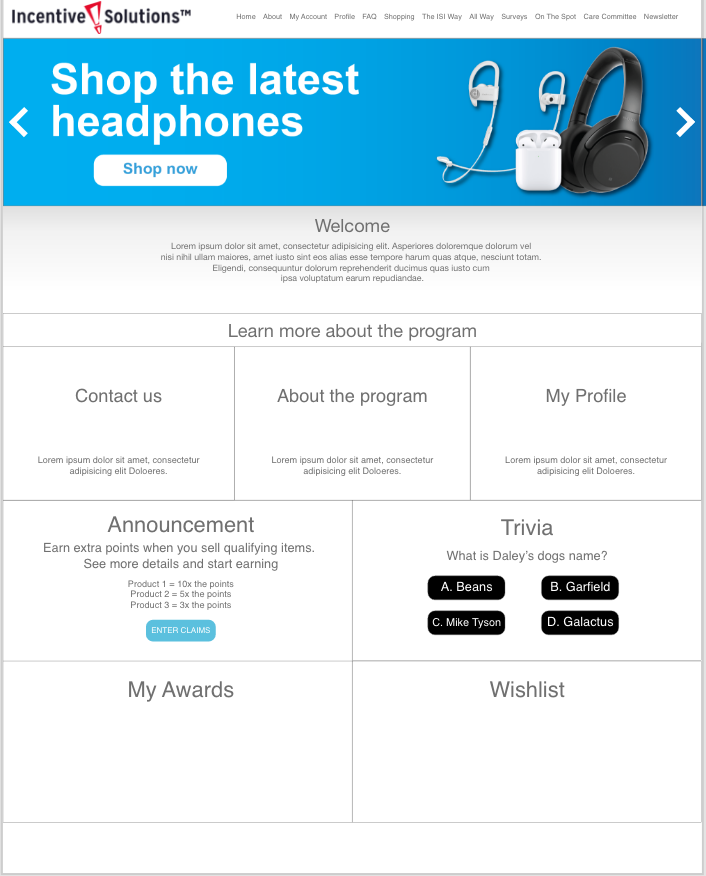 Incentive Solutions™
Home About My Account Profile FAQ Shopping The ISI Way All Way Surveys On The Spot Care Committee Newsletter
Shop the latest
headphones
Shop now
Welcome
Lorem ipsum dolor sit amet, consectetur adipisicing elit. Asperiores doloremque dolorum vel
nisi nihil ullam maiores, amet iusto sint eos alias esse tempore harum quas atque, nesciunt totam.
Eligendi, consequuntur dolorum reprehenderit ducimus quas iusto cum
ipsa voluptatum earum repudiandae.
Learn more about the program
Contact us
Lorem ipsum dolor sit amet, consectetur
adipisicing elit Doloeres.
About the program
Lorem ipsum dolor sit amet, consectetur
adipisicing elit Doloeres.
My Profile
Lorem ipsum dolor sit amet, consectetur
adipisicing elit Doloeres.
Announcement
Earn extra points when you sell qualifying items.
See more details and start earning
Product 1 = 10x the points
Product 2 = 5x the points
Product 3 = 3x the points
ENTER CLAIMS
Trivia
What is Daley's dogs name?
A. Beans
B. Garfield
C. Mike Tyson
D. Galactus
My Awards
Wishlist